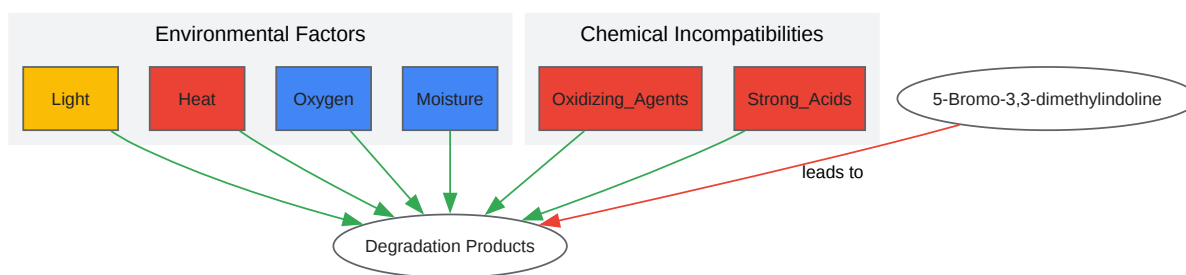 Environmental Factors
Chemical Incompatibilities
Light
Heat
Oxygen
Moisture
Oxidizing_Agents
Strong_Acids
5-Bromo-3,3-dimethylindoline
leads to
Degradation Products